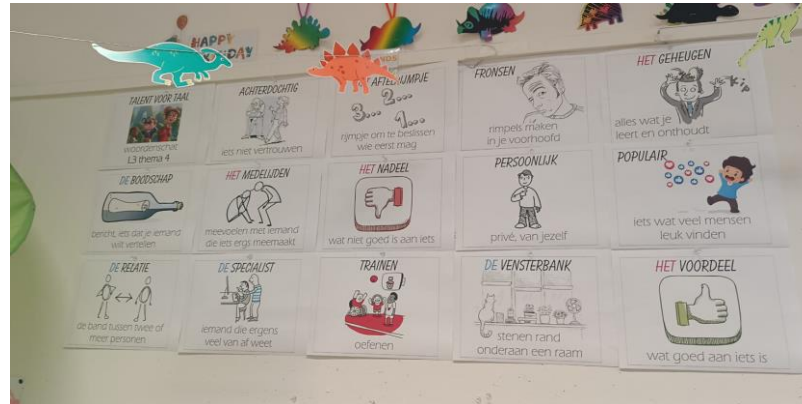 HAPPY
TALENT VOOR TAAL
woordenschat
L3 thema 4
ACHTERDOCHTIG
iets niet vertrouwen
AFTELRIJMPJE
3... 2... 1...
rijmpje om te beslissen
wie eerst mag
FRONSEN
rimpels maken
in je voorhoofd
HET GEHEUGEN
alles wat je
leert en onthoudt
DE BOODSCHAP
bericht, iets dat je iemand
wilt vertellen
HET MEDELIJDEN
meevoelen met iemand
die iets ergs meemaakt
HET NADEEL
wat niet goed is aan iets
PERSOONLIJK
privé, van jezelf
POPULAIR
iets wat veel mensen
leuk vinden
DE RELATIE
de band tussen twee of
meer personen
DE SPECIALIST
iemand die ergens
veel van af weet
TRAINEN
oefenen
DE VENSTERBANK
stenen rand
onderaan een raam
HET VOORDEEL
wat goed aan iets is